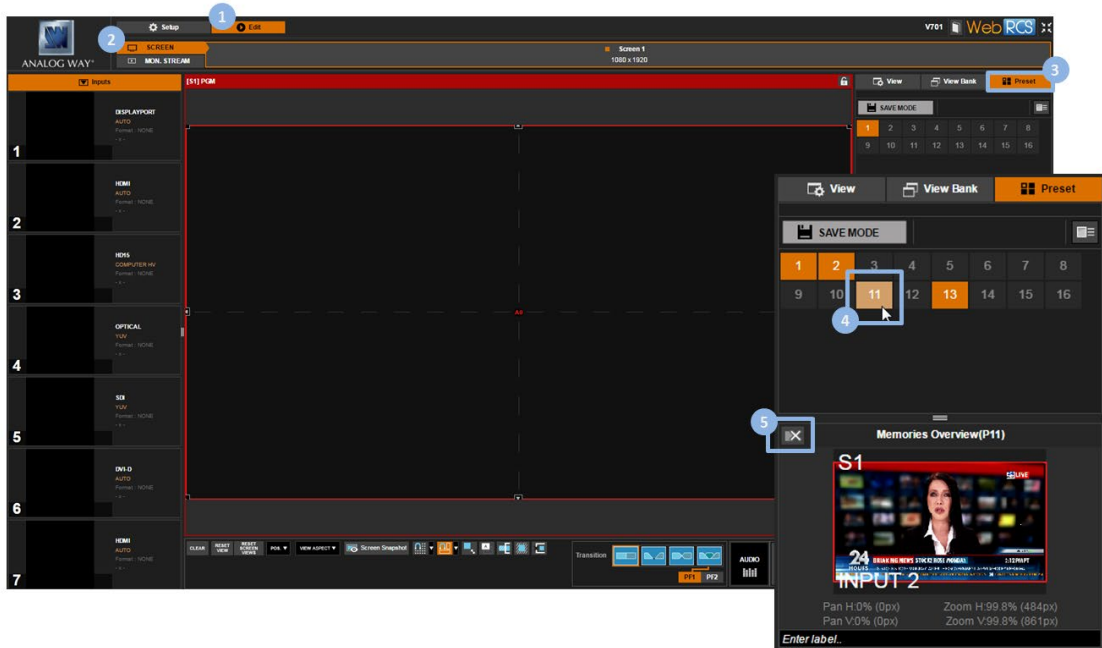 1
2
3
Setup
Edit
V701
Web RCS
ANALOG WAY®
SCREEN
MON. STREAM
Screen 1
1080 x 1920
Inputs
[S1] PGM
View
View Bank
Preset
SAVE MODE
1 2 3 4 5 6 7 8
9 10 11 12 13 14 15 16
DISPLAYPORT
AUTO
Format : NONE
- x -
1
HDMI
AUTO
Format : NONE
- x -
2
HD15
COMPUTER HV
Format : NONE
- x -
3
OPTICAL
YUV
Format : NONE
- x -
4
SDI
YUV
Format : NONE
- x -
5
DVI-D
AUTO
Format : NONE
- x -
6
HDMI
AUTO
Format : NONE
- x -
7
CLEAR
RESET VIEW
RESET SCREEN VIEWS
POS.
VIEW ASPECT
Screen Snapshot
Transition
PF1 PF2
AUDIO
View
View Bank
Preset
SAVE MODE
1 2 3 4 5 6 7 8
9 10 11 12 13 14 15 16
4
5
Memories Overview(P11)
S1
LIVE
24 HOURS
BREAKING NEWS
INPUT 2
Pan H:0% (0px) Zoom H:99.8% (484px)
Pan V:0% (0px) Zoom V:99.8% (861px)
Enter label..